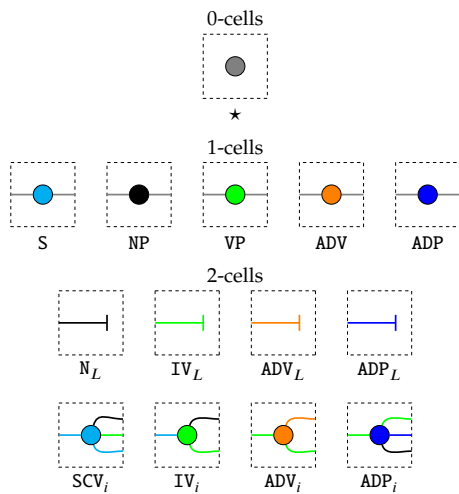 0-cells
⋆
1-cells
S NP VP ADV ADP
2-cells
N_L IV_L ADV_L ADP_L
SCV_i IV_i ADV_i ADP_i